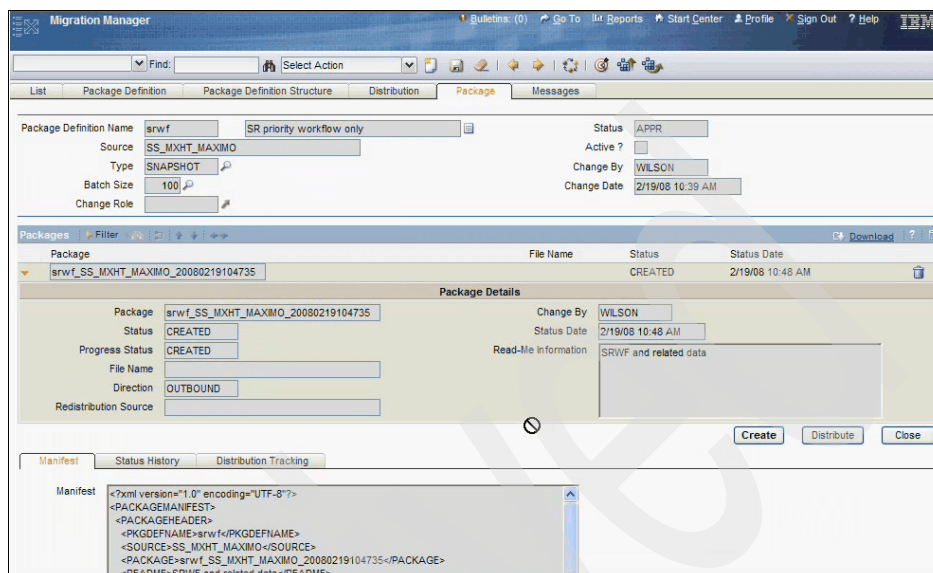 Migration Manager
Bulletins: (0) Go To Reports Start Center Profile Sign Out ? Help IBM
Find: Select Action
List Package Definition Package Definition Structure Distribution Package Messages
Package Definition Name srwf SR priority workflow only Status APPR
Source SS_MXHT_MAXIMO Active ?
Type SNAPSHOT Change By WILSON
Batch Size 100 Change Date 2/19/08 10:39 AM
Change Role
Packages Filter Download ?
Package File Name Status Status Date
srwf_SS_MXHT_MAXIMO_20080219104735 CREATED 2/19/08 10:48 AM
Package Details
Package srwf_SS_MXHT_MAXIMO_20080219104735 Change By WILSON
Status CREATED Status Date 2/19/08 10:48 AM
Progress Status CREATED Read-Me Information SRWF and related data
File Name
Direction OUTBOUND
Redistribution Source
Create Distribute Close
Manifest Status History Distribution Tracking
Manifest <?xml version="1.0" encoding="UTF-8"?>
<PACKAGEMANIFEST>
<PACKAGEHEADER>
<PKGDEFNAME>srwf</PKGDEFNAME>
<SOURCE>SS_MXHT_MAXIMO</SOURCE>
<PACKAGE>srwf_SS_MXHT_MAXIMO_20080219104735</PACKAGE>
<README>SRWF and related data</README>